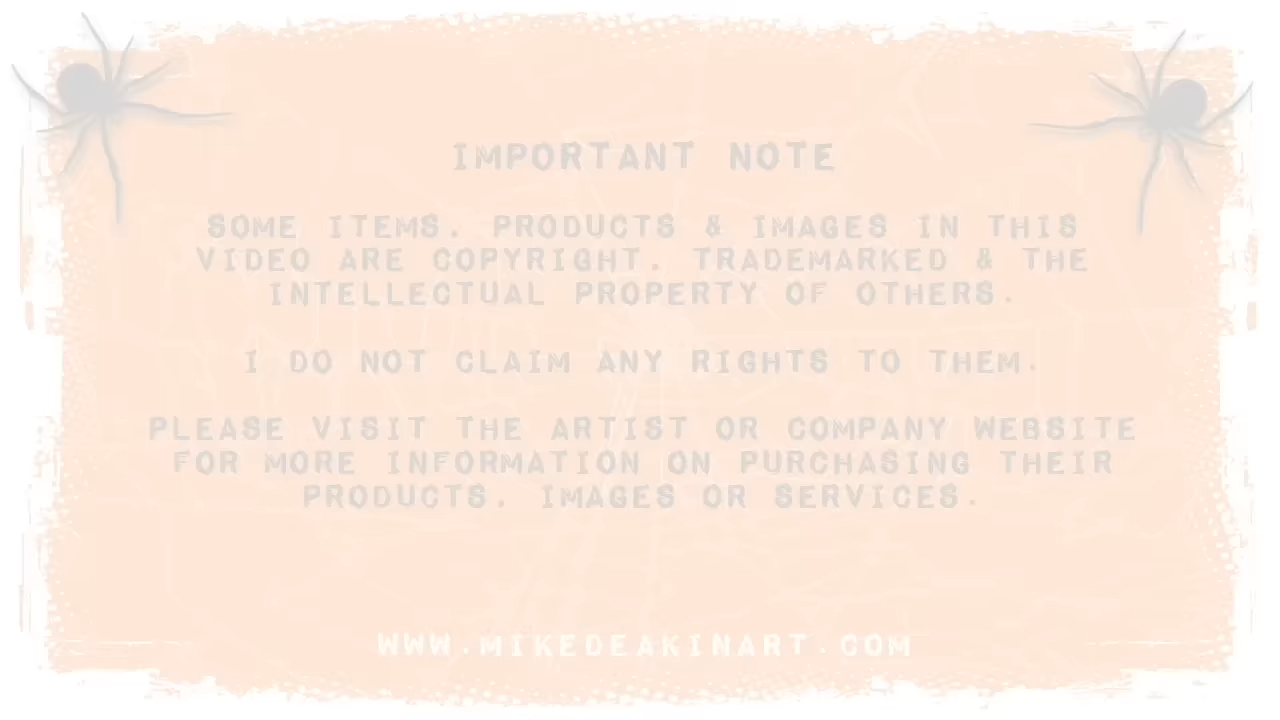 IMPORTANT NOTE
SOME ITEMS. PRODUCTS & IMAGES IN THIS
VIDEO ARE COPYRIGHT. TRADEMARKED & THE
INTELLECTUAL PROPERTY OF OTHERS.
I DO NOT CLAIM ANY RIGHTS TO THEM.
PLEASE VISIT THE ARTIST OR COMPANY WEBSITE
FOR MORE INFORMATION ON PURCHASING THEIR
PRODUCTS. IMAGES OR SERVICES.
WWW.MIKEDEAKINART.COM